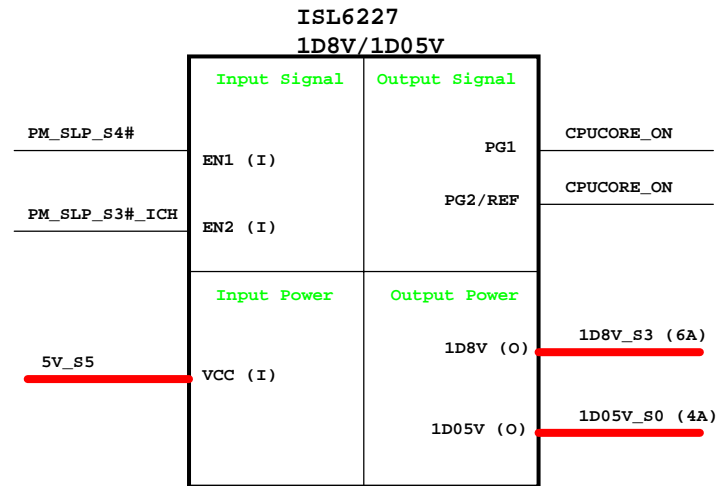 ISL6227
1D8V/1D05V
Input Signal
Output Signal
PM_SLP_S4#
EN1 (I)
PG1
CPUCORE_ON
PG2/REF
CPUCORE_ON
PM_SLP_S3#_ICH
EN2 (I)
Input Power
Output Power
1D8V (O)
1D8V_S3 (6A)
5V_S5
VCC (I)
1D05V (O)
1D05V_S0 (4A)